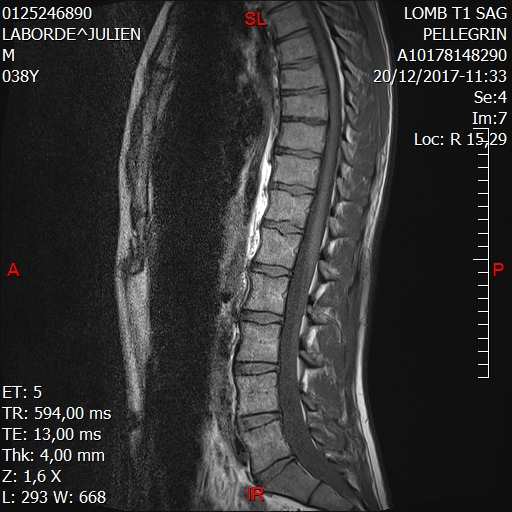 0125246890
LABORDE^JULIEN
M
038Y
SL
LOMB T1 SAG
PELLEGRIN
A10178148290
20/12/2017-11:33
Se:4
Im:7
Loc: R 15,29
A
P
ET: 5
TR: 594,00 ms
TE: 13,00 ms
Thk: 4,00 mm
Z: 1,6 X
L: 293 W: 668
IR